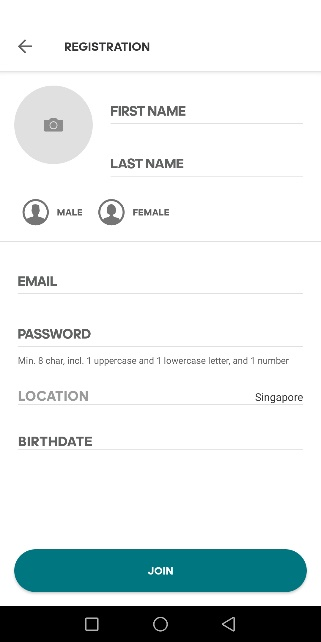 REGISTRATION
FIRST NAME
LAST NAME
MALE FEMALE
EMAIL
PASSWORD
Min. 8 char, incl. 1 uppercase and 1 lowercase letter, and 1 number
LOCATION Singapore
BIRTHDATE
JOIN